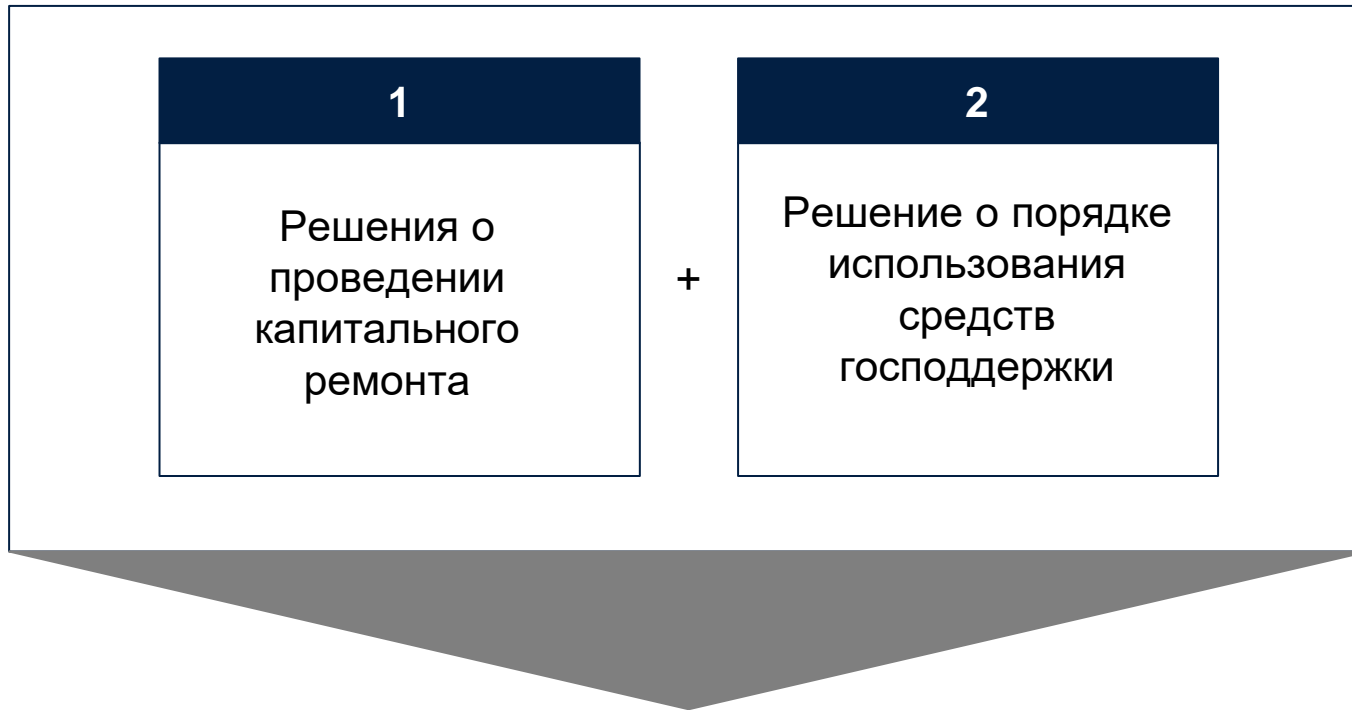 1
Решения о
проведении
капитального
ремонта
+
2
Решение о порядке
использования
средств
господдержки